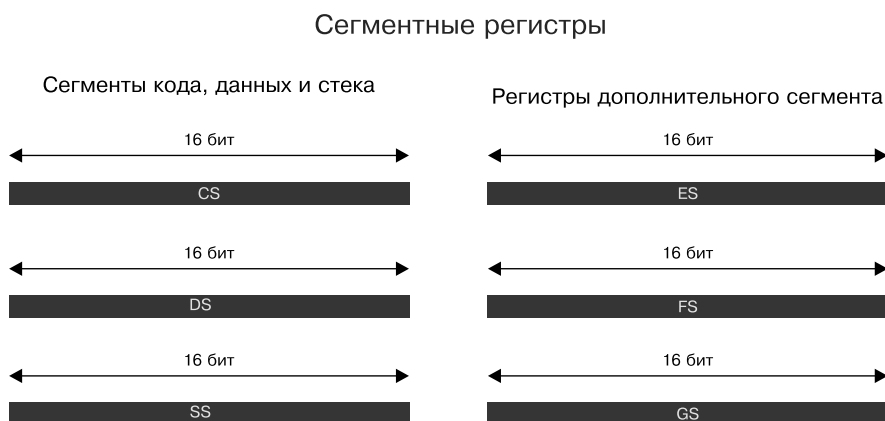 Сегментные регистры
Сегменты кода, данных и стека
16 бит
CS
16 бит
DS
16 бит
SS
Регистры дополнительного сегмента
16 бит
ES
16 бит
FS
16 бит
GS